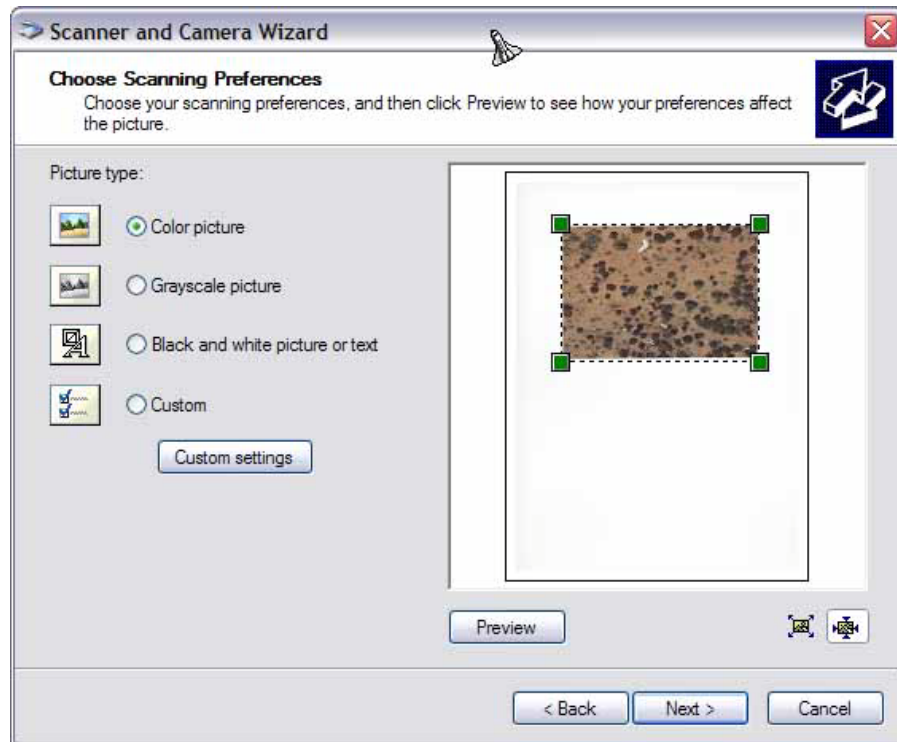 Scanner and Camera Wizard
Choose Scanning Preferences
Choose your scanning preferences, and then click Preview to see how your preferences affect
the picture.
Picture type:
Color picture
Grayscale picture
Black and white picture or text
Custom
Custom settings
Preview
< Back
Next >
Cancel